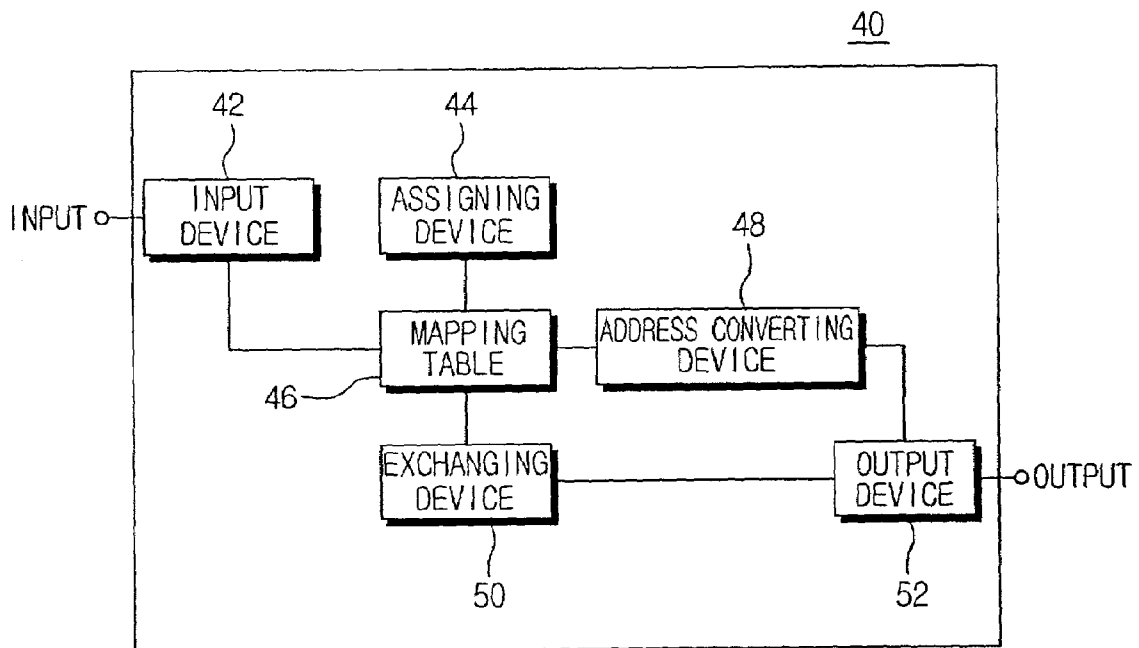 40
42
44
INPUT
INPUT
DEVICE
ASSIGNING
DEVICE
48
MAPPING
TABLE
ADDRESS CONVERTING
DEVICE
46
EXCHANGING
DEVICE
OUTPUT
DEVICE
OUTPUT
50
52